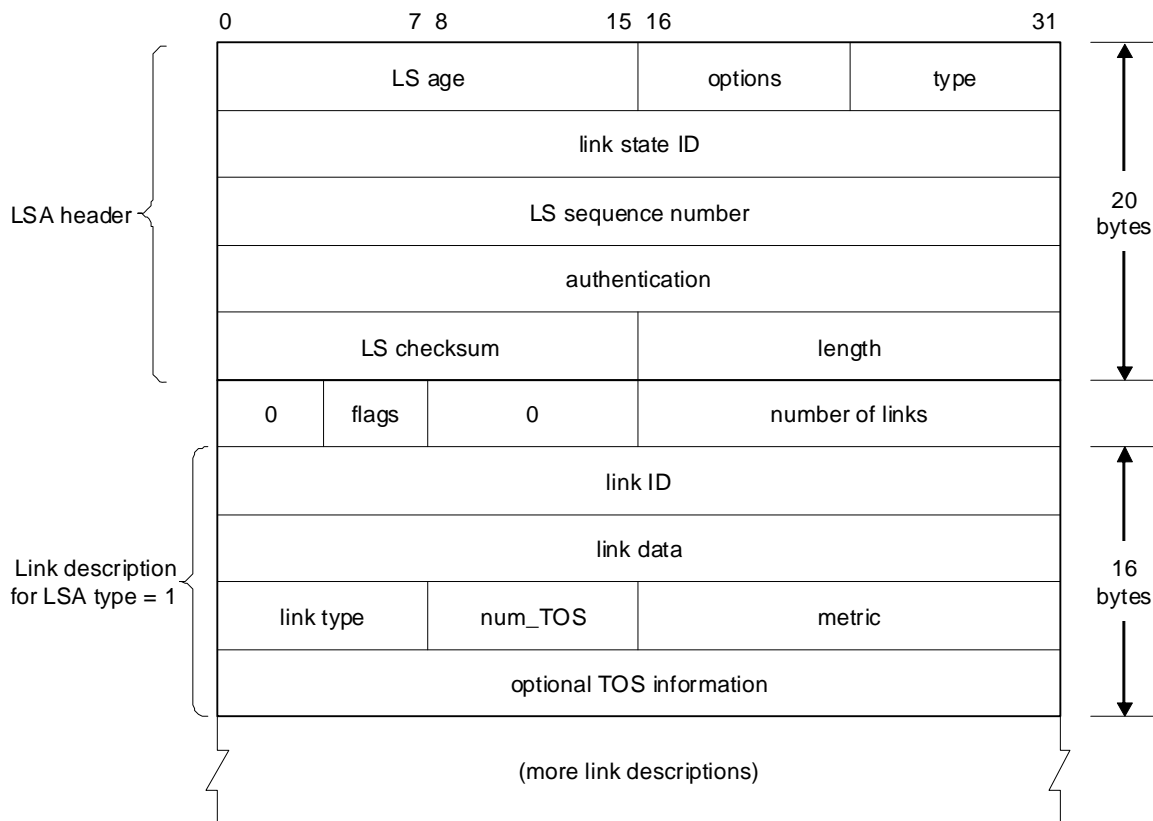 0 7 8 15 16 31
LS age options type
link state ID
LSA header
LS sequence number
20
bytes
authentication
LS checksum length
0 flags 0 number of links
link ID
link data
Link description
for LSA type = 1
16
bytes
link type num_TOS metric
optional TOS information
(more link descriptions)